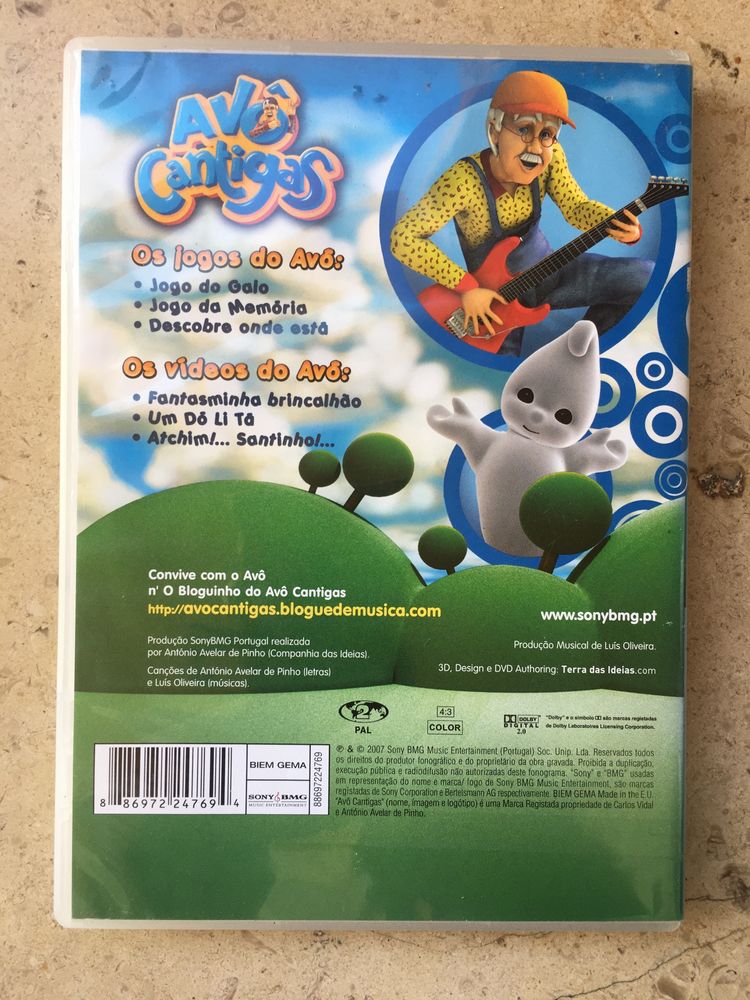 AVÔ
Cantigas
Os jogos do Avô:
• Jogo do Galo
• Jogo da Memória
• Descobre onde está
Os vídeos do Avô:
• Fantasminha brincalhão
• Um Dó Li Tá
• Atchim!... Santinho!...
Convive com o Avô
n' O Bloguinho do Avô Cantigas
http://avocantigas.bloguedemusica.com
www.sonybmg.pt
Produção SonyBMG Portugal realizada
por António Avelar de Pinho (Companhia das Ideias).
Canções de António Avelar de Pinho (letras)
e Luís Oliveira (músicas).
Produção Musical de Luís Oliveira.
3D, Design e DVD Authoring: Terra das Ideias.com
2
PAL
4:3
COLOR
DOLBY
DIGITAL
2.0
"Dolby" e o símbolo DD são marcas registadas
de Dolby Laboratories Licensing Corporation.
BIEM GEMA
SONY BMG
MUSIC ENTERTAINMENT
88697224769
8 86972 24769 4
℗ & © 2007 Sony BMG Music Entertainment (Portugal) Soc. Unip. Lda. Reservados todos
os direitos do produtor fonográfico e do proprietário da obra gravada. Proibida a duplicação,
execução pública e radiodifusão não autorizadas deste fonograma. "Sony" e "BMG" usadas
em representação do nome e marca/ logo de Sony BMG Music Entertainment, são marcas
registadas de Sony Corporation e Bertelsmann AG respectivamente. BIEM GEMA Made in the E.U.
"Avô Cantigas" (nome, imagem e logótipo) é uma Marca Registada propriedade de Carlos Vidal
e António Avelar de Pinho.